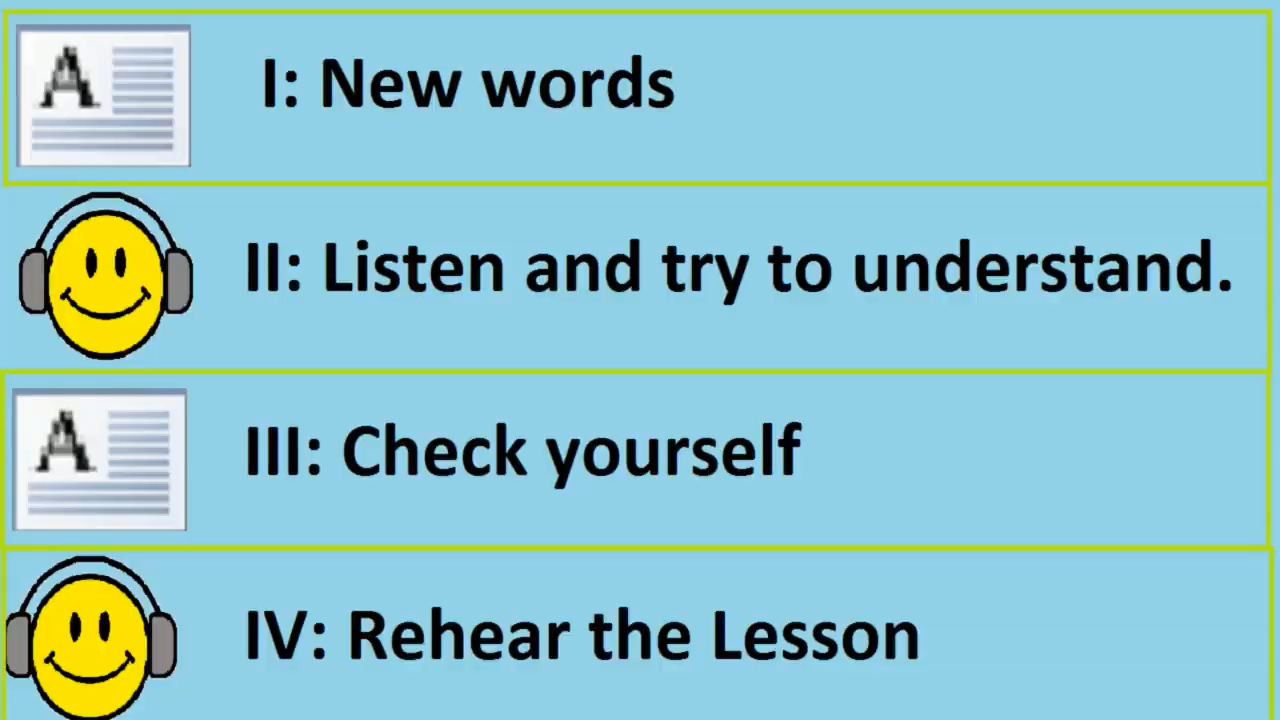 I: New words
II: Listen and try to understand.
III: Check yourself
IV: Rehear the Lesson